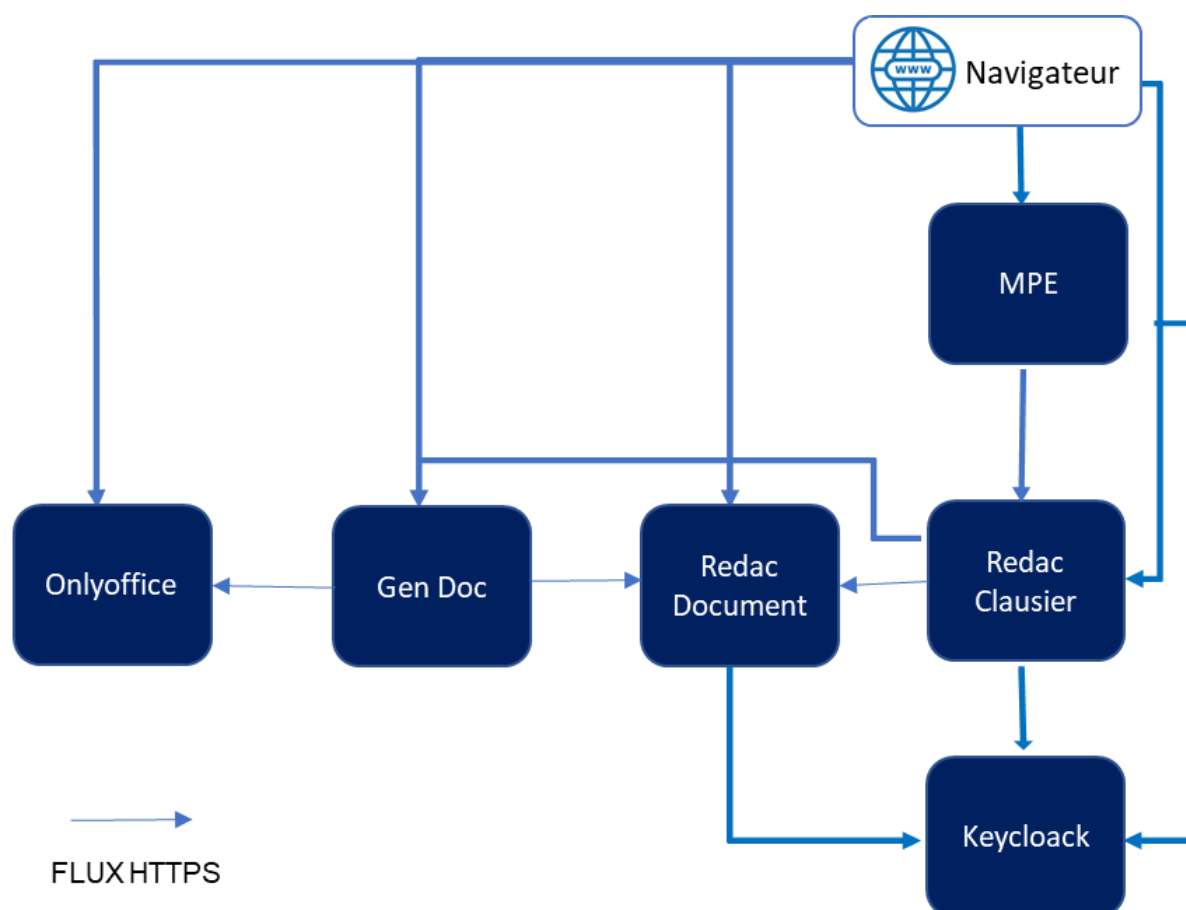 www
Navigateur
MPE
Onlyoffice
Gen Doc
Redac
Document
Redac
Clausier
Keycloack
FLUX HTTPS